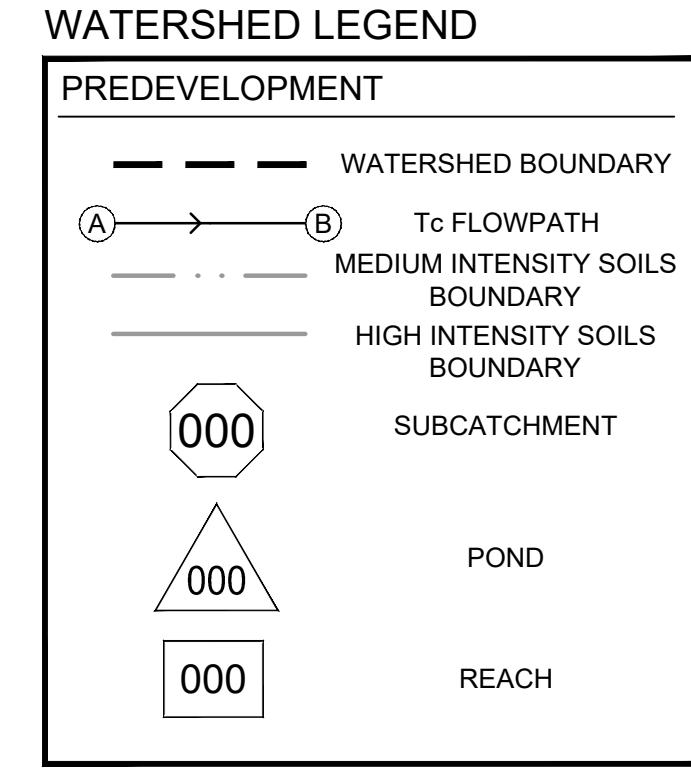 WATERSHED LEGEND
PREDEVELOPMENT
WATERSHED BOUNDARY
A B Tc FLOWPATH
MEDIUM INTENSITY SOILS
BOUNDARY
HIGH INTENSITY SOILS
BOUNDARY
000 SUBCATCHMENT
000 POND
000 REACH